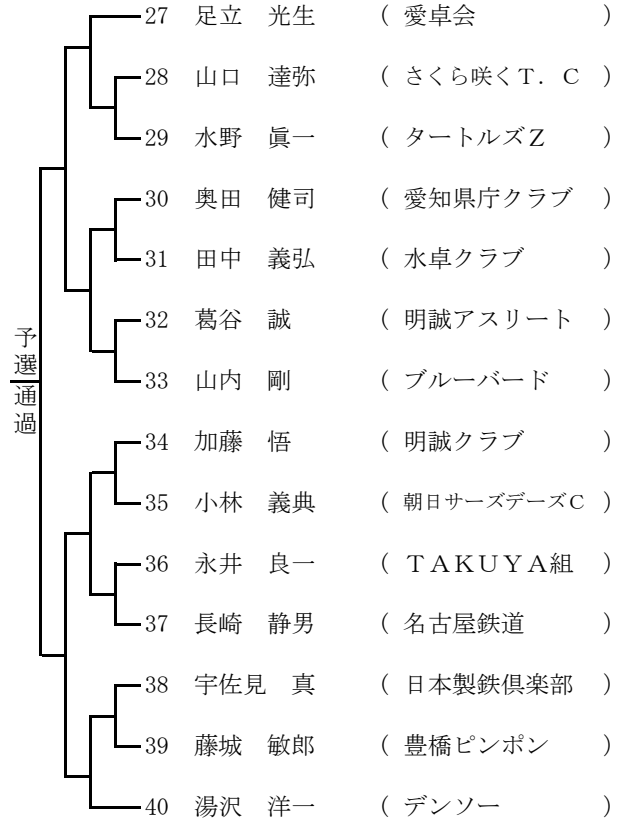 27 足立 光生 ( 愛卓会 )
28 山口 達弥 ( さくら咲くT. C )
29 水野 眞一 ( タートルズZ )
30 奥田 健司 ( 愛知県庁クラブ )
31 田中 義弘 ( 水卓クラブ )
32 葛谷 誠 ( 明誠アスリート )
33 山内 剛 ( ブルーバード )
予選通過
34 加藤 悟 ( 明誠クラブ )
35 小林 義典 ( 朝日サーズデーズC )
36 永井 良一 ( TAKUYA組 )
37 長崎 静男 ( 名古屋鉄道 )
38 宇佐見 真 ( 日本製鉄倶楽部 )
39 藤城 敏郎 ( 豊橋ピンポン )
40 湯沢 洋一 ( デンソー )